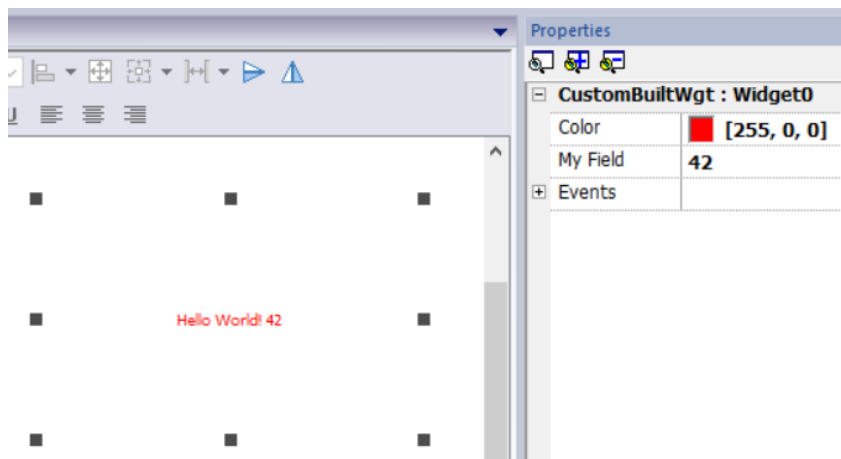 Properties
U
CustomBuiltWgt : Widget0
Color [255, 0, 0]
My Field 42
Events
Hello World! 42